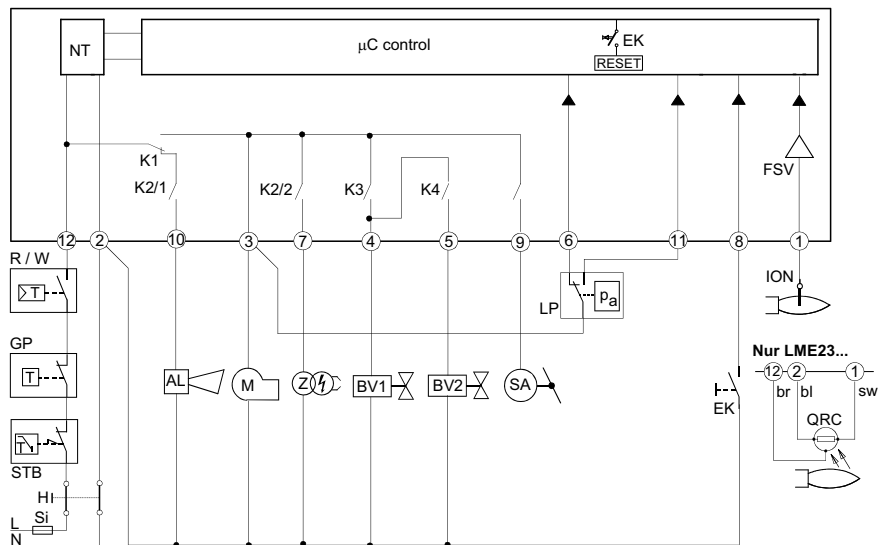 NT
µC control
EK
RESET
K1
K2/1
K2/2
K3
K4
FSV
12 2 10 3 7 4 5 9 6 11 8 1
R / W
T
LP
pa
ION
GP
T
Nur LME23...
12 2 1
br bl sw
AL
M
Z
BV1
BV2
SA
EK
QRC
T
STB
H
L
Si
N